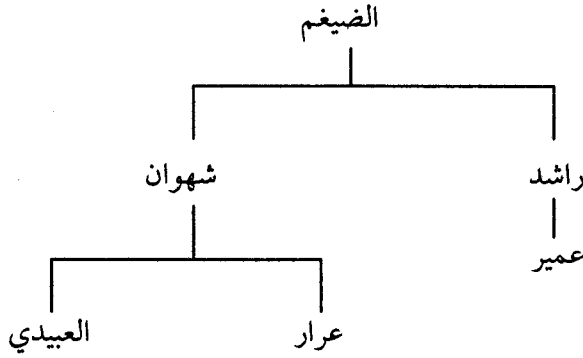 الضيغم
راشد
شهوان
عمير
عرار
العبيدي